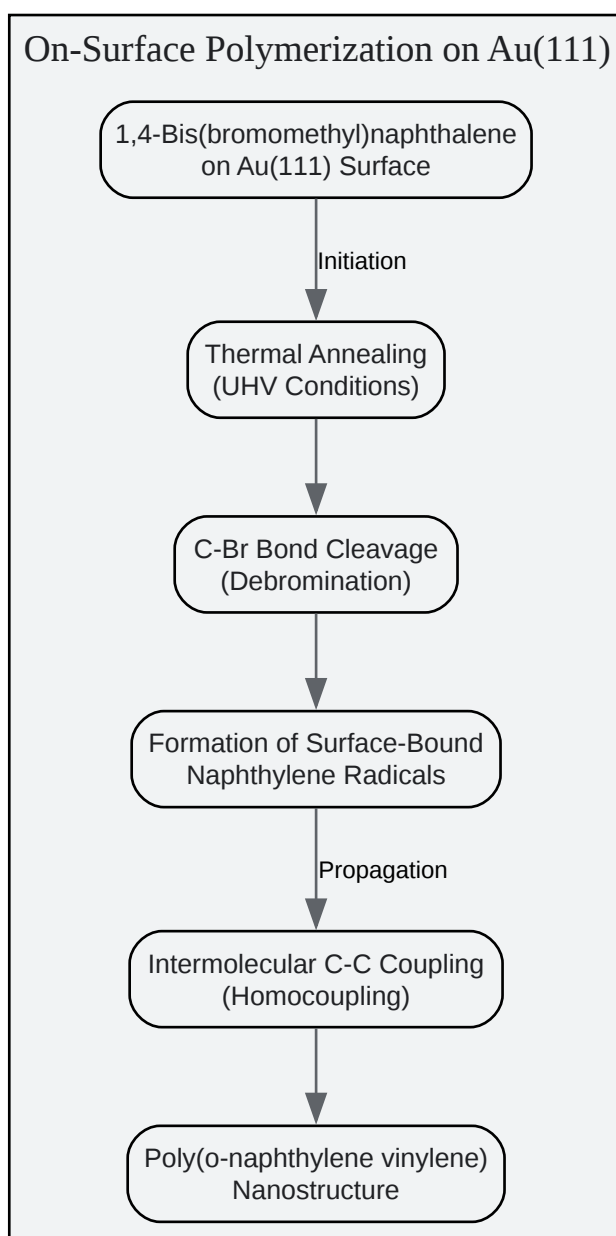 On-Surface Polymerization on Au(111)
1,4-Bis(bromomethyl)naphthalene
on Au(111) Surface
Initiation
Thermal Annealing
(UHV Conditions)
C-Br Bond Cleavage
(Debromination)
Formation of Surface-Bound
Naphthylene Radicals
Propagation
Intermolecular C-C Coupling
(Homocoupling)
Poly(o-naphthylene vinylene)
Nanostructure